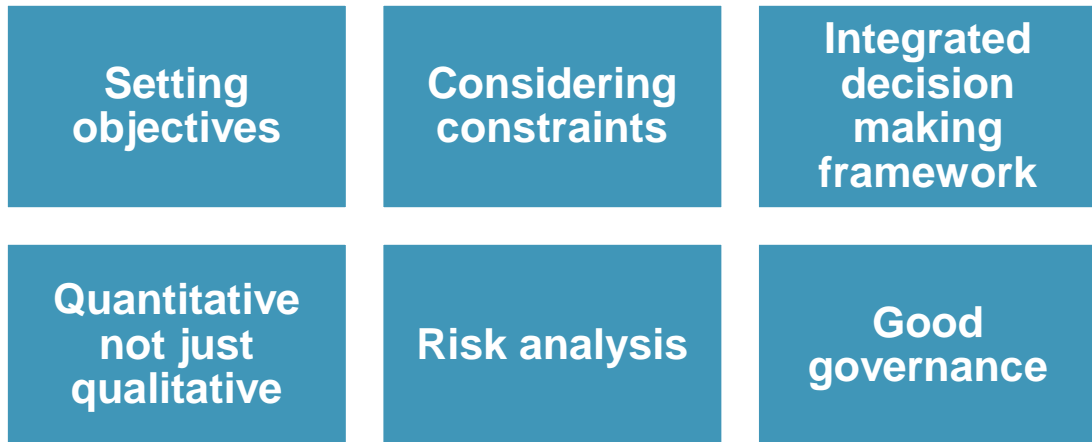 Setting
objectives
Considering
constraints
Integrated
decision
making
framework
Quantitative
not just
qualitative
Risk analysis
Good
governance